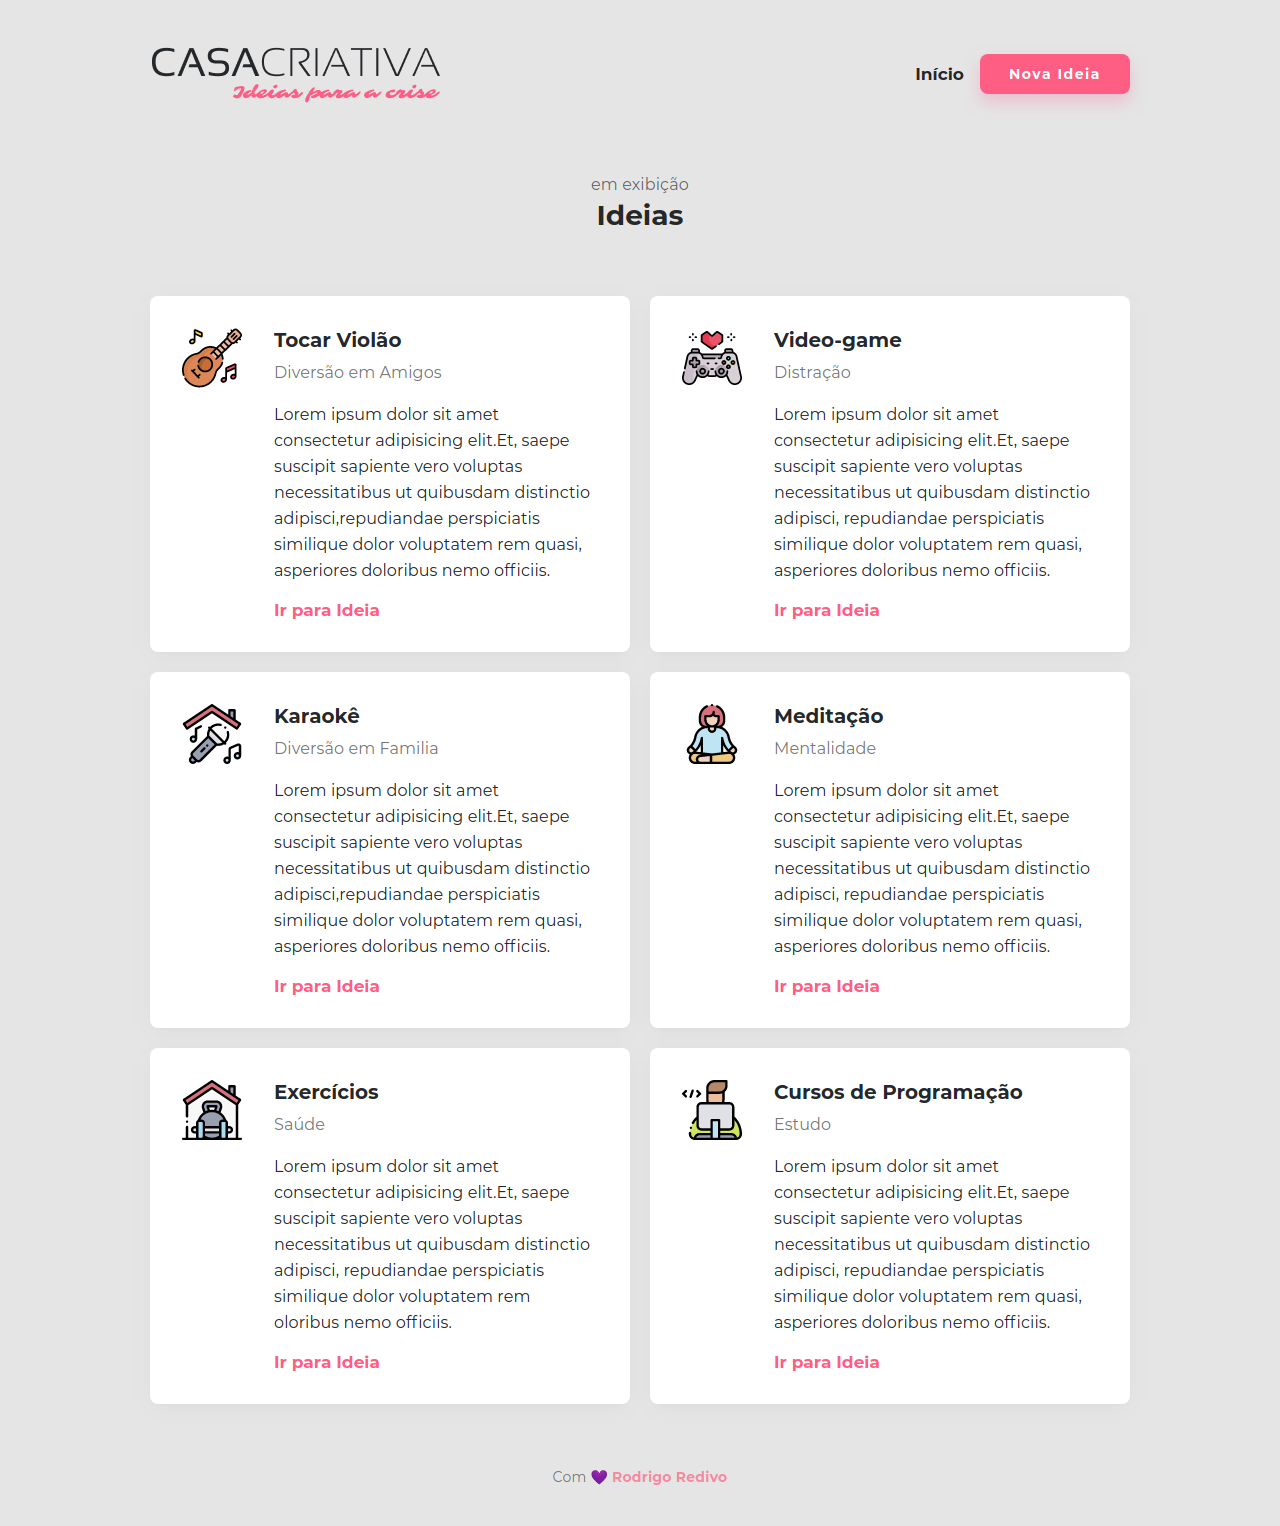 CASACRIATIVA
Ideias para a crise
Início
Nova Ideia
em exibição
Ideias
Tocar Violão
Diversão em Amigos
Lorem ipsum dolor sit amet
consectetur adipisicing elit.Et, saepe
suscipit sapiente vero voluptas
necessitatibus ut quibusdam distinctio
adipisci,repudiandae perspiciatis
similique dolor voluptatem rem quasi,
asperiores doloribus nemo officiis.
Ir para Ideia
Video-game
Distração
Lorem ipsum dolor sit amet
consectetur adipisicing elit.Et, saepe
suscipit sapiente vero voluptas
necessitatibus ut quibusdam distinctio
adipisci, repudiandae perspiciatis
similique dolor voluptatem rem quasi,
asperiores doloribus nemo officiis.
Ir para Ideia
Karaokê
Diversão em Familia
Lorem ipsum dolor sit amet
consectetur adipisicing elit.Et, saepe
suscipit sapiente vero voluptas
necessitatibus ut quibusdam distinctio
adipisci,repudiandae perspiciatis
similique dolor voluptatem rem quasi,
asperiores doloribus nemo officiis.
Ir para Ideia
Meditação
Mentalidade
Lorem ipsum dolor sit amet
consectetur adipisicing elit.Et, saepe
suscipit sapiente vero voluptas
necessitatibus ut quibusdam distinctio
adipisci, repudiandae perspiciatis
similique dolor voluptatem rem quasi,
asperiores doloribus nemo officiis.
Ir para Ideia
Exercícios
Saúde
Lorem ipsum dolor sit amet
consectetur adipisicing elit.Et, saepe
suscipit sapiente vero voluptas
necessitatibus ut quibusdam distinctio
adipisci, repudiandae perspiciatis
similique dolor voluptatem rem
oloribus nemo officiis.
Ir para Ideia
Cursos de Programação
Estudo
Lorem ipsum dolor sit amet
consectetur adipisicing elit.Et, saepe
suscipit sapiente vero voluptas
necessitatibus ut quibusdam distinctio
adipisci, repudiandae perspiciatis
similique dolor voluptatem rem quasi,
asperiores doloribus nemo officiis.
Ir para Ideia
Com 💜 Rodrigo Redivo